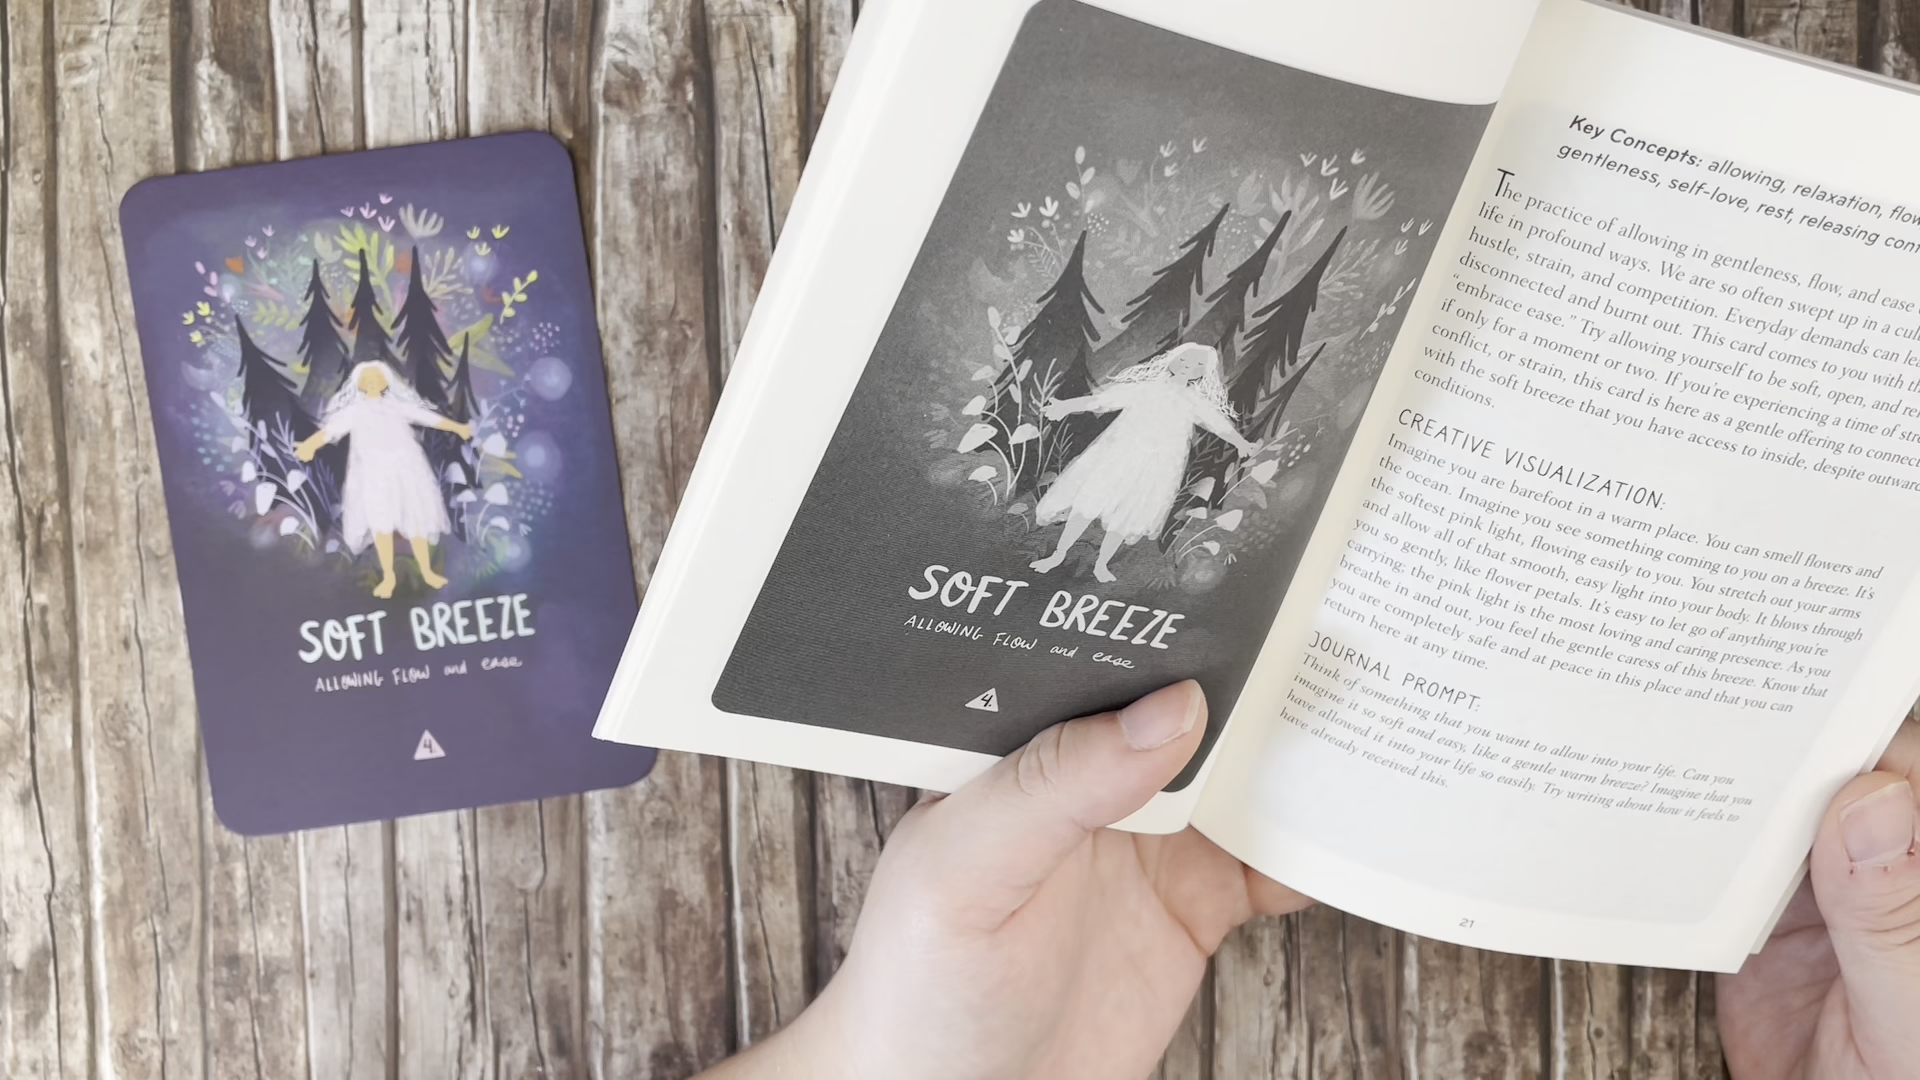 SOFT BREEZE
ALLOWING FLOW and ease
4.
SOFT BREEZE
ALLOWING FLOW and ease
4.
Key Concepts: allowing, relaxation,
gentleness, self-love, rest, releasing
The practice of allowing in gentleness, flow, and ease
life in profound ways. We are so often swept up in a
hustle, strain, and competition. Everyday demands can
disconnected and burnt out. This card comes to you with
"embrace ease." Try allowing yourself to be soft, open, and
if only for a moment or two. If you're experiencing a time of
conflict, or strain, this card is here as a gentle offering to
with the soft breeze that you have access to inside, despite
conditions.
CREATIVE VISUALIZATION:
Imagine you are barefoot in a warm place. You can smell flowers and
the ocean. Imagine you see something coming to you on a breeze. It's
the softest pink light, flowing easily to you. You stretch out your arms
and allow all of that smooth, easy light into your body. It blows through
you so gently, like flower petals. It's easy to let go of anything you're
carrying; the pink light is the most loving and caring presence. As you
breathe in and out, you feel the gentle caress of this breeze. Know that
you are completely safe and at peace in this place and that you can
return here at any time.
JOURNAL PROMPT:
Think of something that you want to allow into your life. Can you
imagine it so soft and easy, like a gentle warm breeze? Imagine that you
have allowed it into your life so easily. Try writing about how it feels to
have already received this.
21